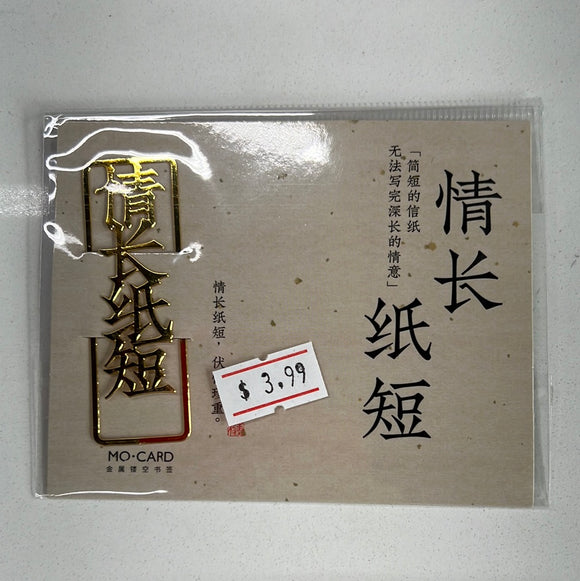 情长
纸短
「简短的信纸
无法写完深长的情意」
情长纸短，伏重。
$3.99
情长纸短
MO·CARD
金属镂空书签